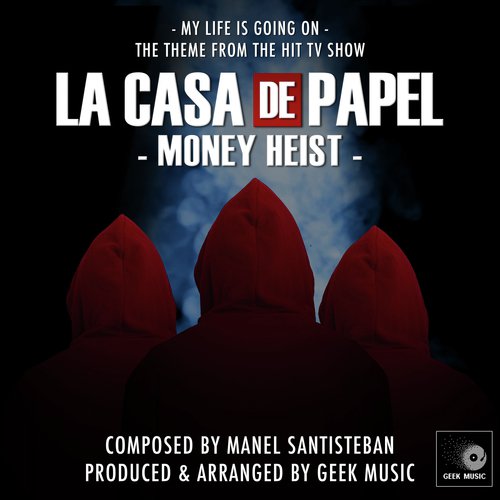 - MY LIFE IS GOING ON -
THE THEME FROM THE HIT TV SHOW
LA CASA DE PAPEL
- MONEY HEIST -
COMPOSED BY MANEL SANTISTEBAN
PRODUCED & ARRANGED BY GEEK MUSIC
GEEK MUSIC